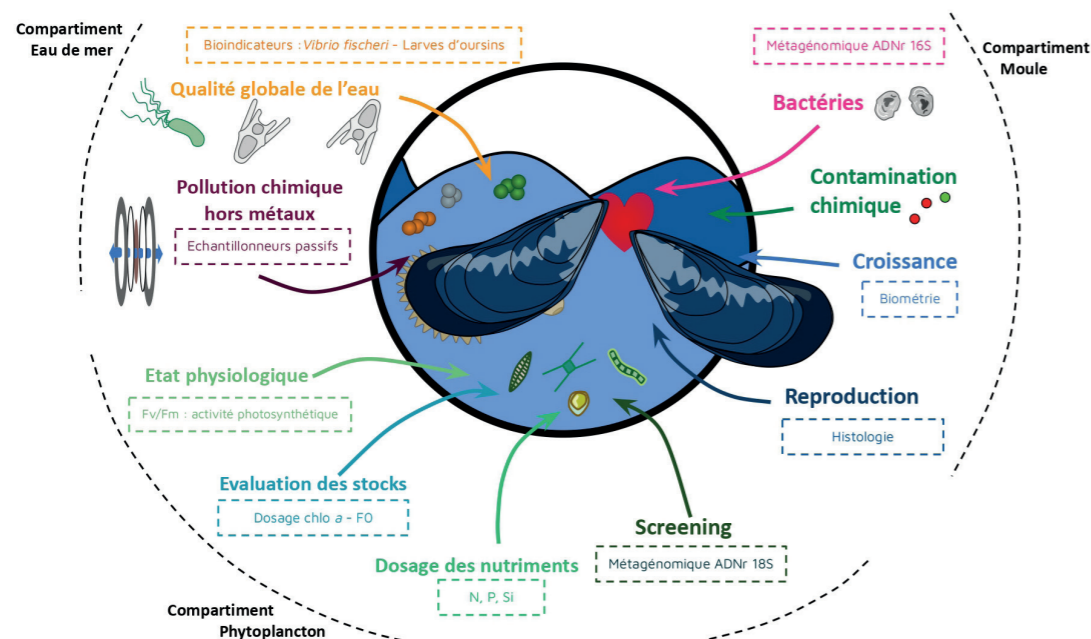 Compartiment
Eau de mer
Bioindicateurs : Vibrio fischeri - Larves d'oursins
Qualité globale de l'eau
Pollution chimique
hors métaux
Echantillonneurs passifs
Métagénomique ADNr 16S
Bactéries
Compartiment
Moule
Contamination
chimique
Croissance
Biométrie
Reproduction
Histologie
Etat physiologique
Fv/Fm : activité photosynthétique
Evaluation des stocks
Dosage chlo a - F0
Dosage des nutriments
N, P, Si
Screening
Métagénomique ADNr 18S
Compartiment
Phytoplancton